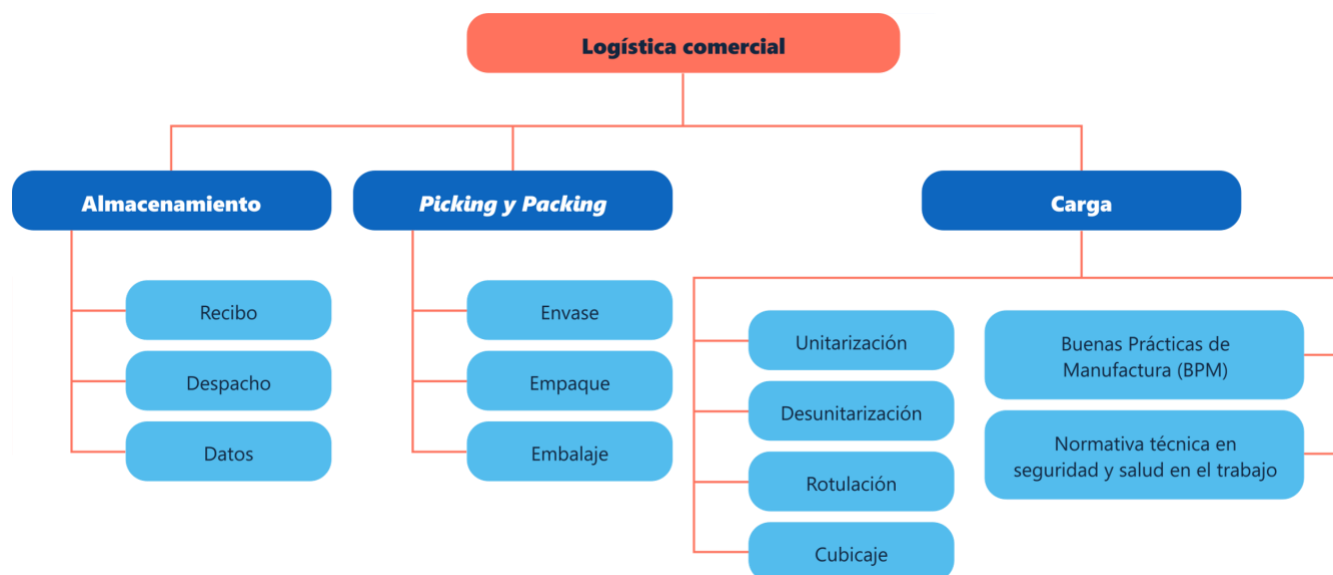 Logística comercial
Almacenamiento
Picking y Packing
Carga
Recibo
Despacho
Datos
Envase
Empaque
Embalaje
Unitarización
Desunitarización
Rotulación
Cubicaje
Buenas Prácticas de
Manufactura (BPM)
Normativa técnica en
seguridad y salud en el trabajo